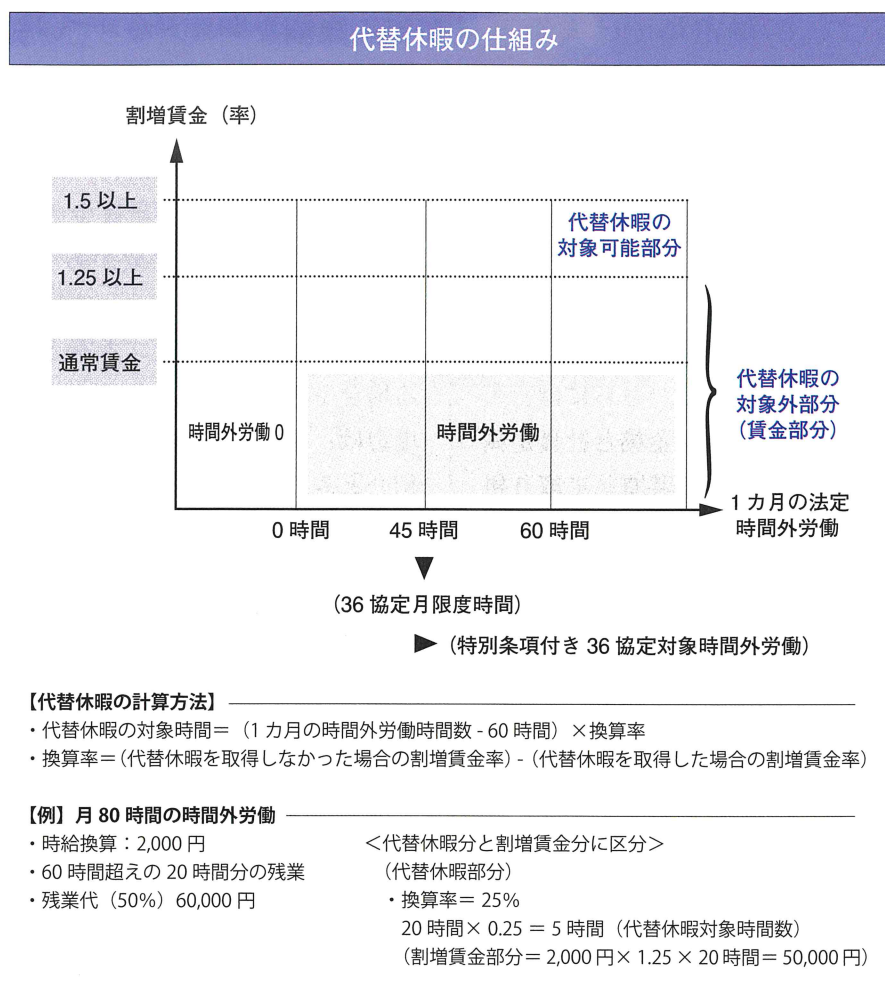 代替休暇の仕組み
割増賃金（率）
1.5 以上
1.25 以上
通常賃金
代替休暇の
対象可能部分
代替休暇の
対象外部分
（賃金部分）
時間外労働 0
時間外労働
0 時間
45 時間
60 時間
1 カ月の法定
時間外労働
▼
（36 協定月限度時間）
▶（特別条項付き 36 協定対象時間外労働）
【代替休暇の計算方法】
・代替休暇の対象時間＝（1 カ月の時間外労働時間数 - 60 時間）×換算率
・換算率＝（代替休暇を取得しなかった場合の割増賃金率）-（代替休暇を取得した場合の割増賃金率）
【例】月 80 時間の時間外労働
・時給換算：2,000 円
・60 時間超えの 20 時間分の残業
・残業代（50%）60,000 円
＜代替休暇分と割増賃金分に区分＞
（代替休暇部分）
・換算率＝ 25%
20 時間× 0.25 ＝ 5 時間（代替休暇対象時間数）
（割増賃金部分＝ 2,000 円× 1.25 × 20 時間＝ 50,000 円）